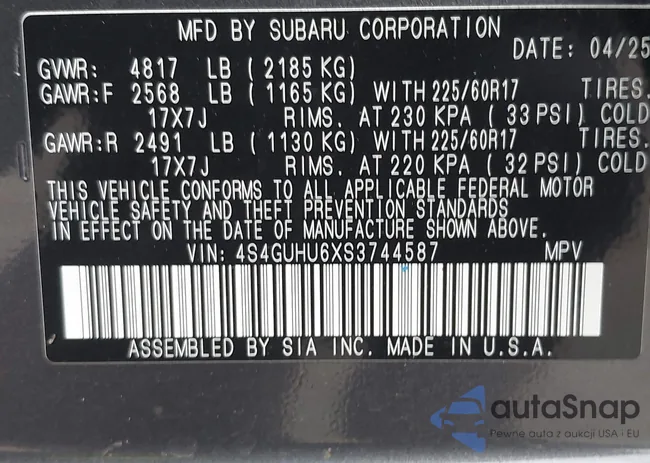 MFD BY SUBARU CORPORATION
DATE: 04/25
GVWR: 4817 LB (2185 KG)
GAWR:F 2568 LB (1165 KG) WITH 225/60R17 TIRES.
17X7J RIMS. AT 230 KPA (33 PSI) COLD
GAWR:R 2491 LB (1130 KG) WITH 225/60R17 TIRES.
17X7J RIMS. AT 220 KPA (32 PSI) COLD
THIS VEHICLE CONFORMS TO ALL APPLICABLE FEDERAL MOTOR
VEHICLE SAFETY AND THEFT PREVENTION STANDARDS
IN EFFECT ON THE DATE OF MANUFACTURE SHOWN ABOVE.
VIN: 4S4GUHU6XS3744587 MPV
ASSEMBLED BY SIA INC. MADE IN U.S.A.
autaSnap
Pewne auta z aukcji USA • EU